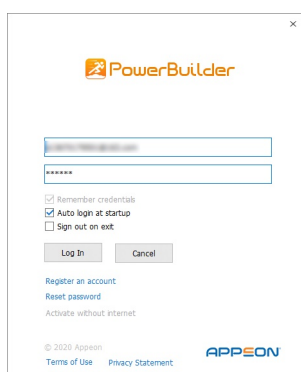 PowerBuilder
******
Remember credentials
Auto login at startup
Sign out on exit
Log In Cancel
Register an account
Reset password
Activate without internet
© 2020 Appeon
Terms of Use Privacy Statement
APPEON